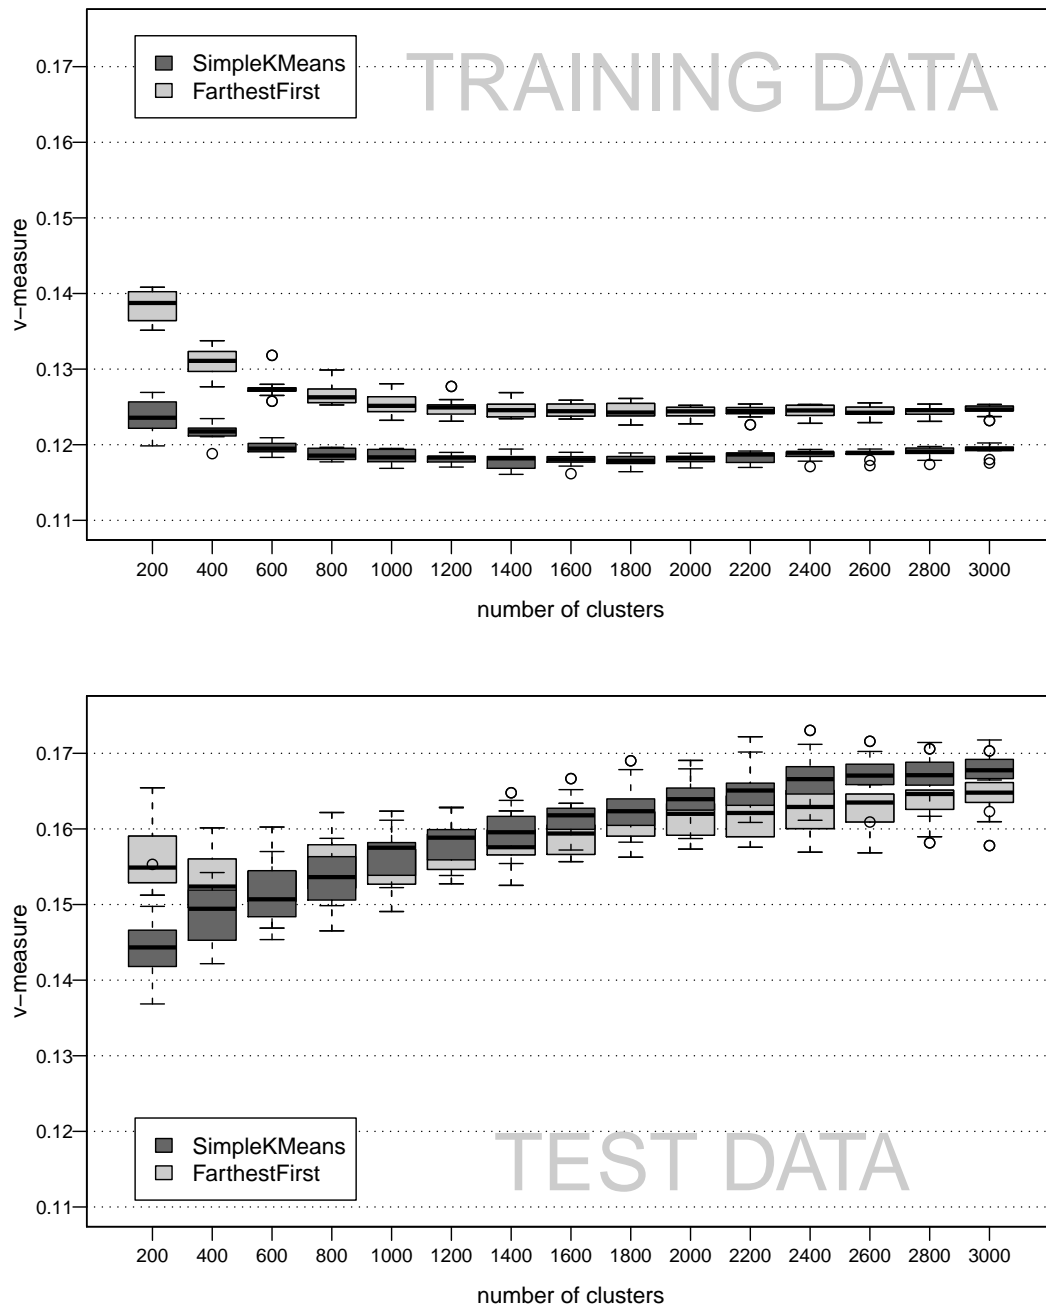 TRAINING DATA
SimpleKMeans
FarthestFirst
0.17
0.16
0.15
0.14
0.13
0.12
0.11
v−measure
200 400 600 800 1000 1200 1400 1600 1800 2000 2200 2400 2600 2800 3000
number of clusters
0.17
0.16
0.15
0.14
0.13
0.12
0.11
v−measure
SimpleKMeans
FarthestFirst
TEST DATA
200 400 600 800 1000 1200 1400 1600 1800 2000 2200 2400 2600 2800 3000
number of clusters